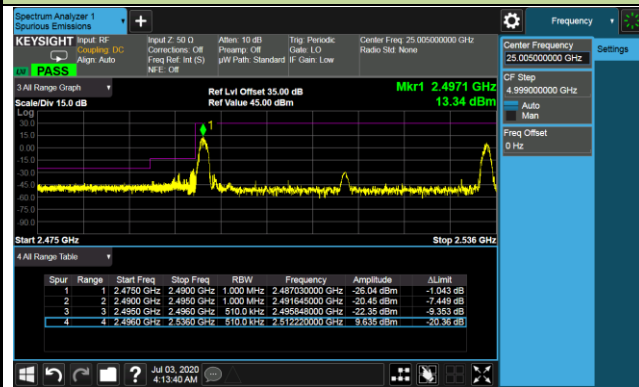 Spectrum Analyzer 1
Spurious Emissions
Frequency
KEYSIGHT
Input: RF
Coupling: DC
Align: Auto
Input Z: 50 Ω
Corrections: Off
Freq Ref: Int (S)
NFE: Off
Atten: 10 dB
Preamp: Off
µW Path: Standard
Trig: Periodic
Gate: LO
IF Gain: Low
Center Freq: 25.005000000 GHz
Radio Std: None
PASS
Center Frequency
25.005000000 GHz
Settings
CF Step
4.999000000 GHz
Auto
Man
Freq Offset
0 Hz
3 All Range Graph
Scale/Div 15.0 dB
Ref Lvl Offset 35.00 dB
Ref Value 45.00 dBm
Mkr1 2.4971 GHz
13.34 dBm
Log
30.0
15.0
0.00
-15.0
-30.0
-45.0
-60.0
-75.0
-90.0
1
Start 2.475 GHz
Stop 2.536 GHz
4 All Range Table
Spur Range Start Freq Stop Freq RBW Frequency Amplitude ΔLimit
1 1 2.4750 GHz 2.4900 GHz 1.000 MHz 2.487030000 GHz -26.04 dBm -1.043 dB
2 2 2.4900 GHz 2.4950 GHz 1.000 MHz 2.491645000 GHz -20.45 dBm -7.449 dB
3 3 2.4950 GHz 2.4960 GHz 510.0 kHz 2.495848000 GHz -22.35 dBm -9.353 dB
4 4 2.4960 GHz 2.5360 GHz 510.0 kHz 2.512220000 GHz 9.635 dBm -20.36 dB
Jul 03, 2020
4:13:40 AM